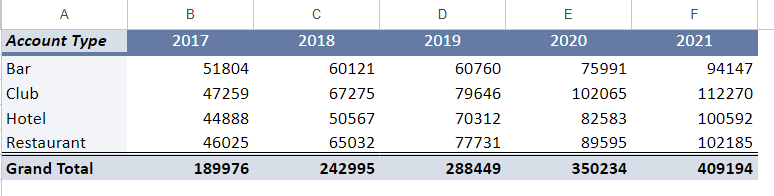 A B C D E F
Account Type 2017 2018 2019 2020 2021
Bar 51804 60121 60760 75991 94147
Club 47259 67275 79646 102065 112270
Hotel 44888 50567 70312 82583 100592
Restaurant 46025 65032 77731 89595 102185
Grand Total 189976 242995 288449 350234 409194